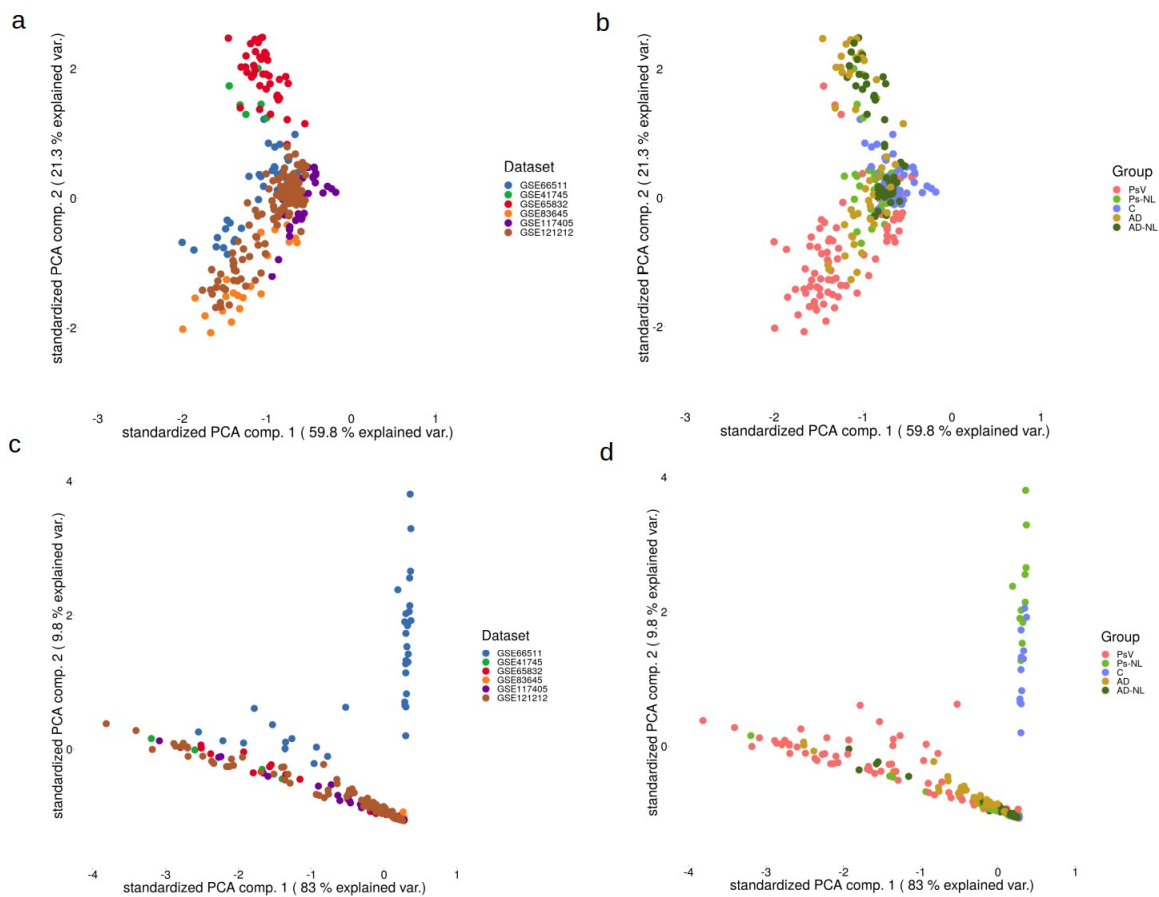 a
standardized PCA comp. 2 ( 21.3 % explained var.)
2
0
-2
-3
-2
-1
0
1
standardized PCA comp. 1 ( 59.8 % explained var.)
Dataset
GSE66511
GSE41745
GSE65832
GSE83645
GSE117405
GSE121212
b
standardized PCA comp. 2 ( 21.3 % explained var.)
2
0
-2
-3
-2
-1
0
1
standardized PCA comp. 1 ( 59.8 % explained var.)
Group
PsV
Ps-NL
C
AD
AD-NL
c
standardized PCA comp. 2 ( 9.8 % explained var.)
4
2
0
-4
-3
-2
-1
0
1
standardized PCA comp. 1 ( 83 % explained var.)
Dataset
GSE66511
GSE41745
GSE65832
GSE83645
GSE117405
GSE121212
d
standardized PCA comp. 2 ( 9.8 % explained var.)
4
2
0
-4
-3
-2
-1
0
1
standardized PCA comp. 1 ( 83 % explained var.)
Group
PsV
Ps-NL
C
AD
AD-NL